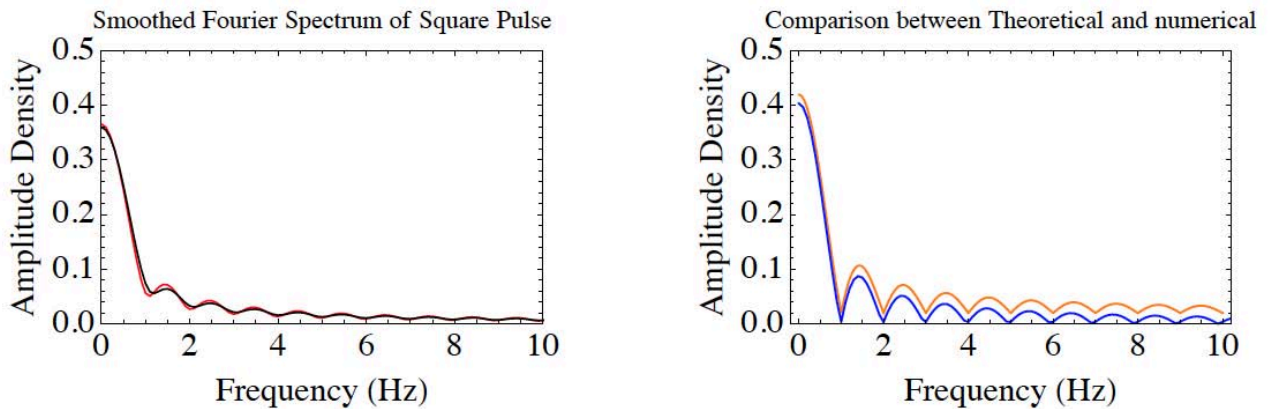 Smoothed Fourier Spectrum of Square Pulse
0.5
0.4
0.3
0.2
0.1
0.0
Amplitude Density
0 2 4 6 8 10
Frequency (Hz)
Comparison between Theoretical and numerical
0.5
0.4
0.3
0.2
0.1
0.0
Amplitude Density
0 2 4 6 8 10
Frequency (Hz)